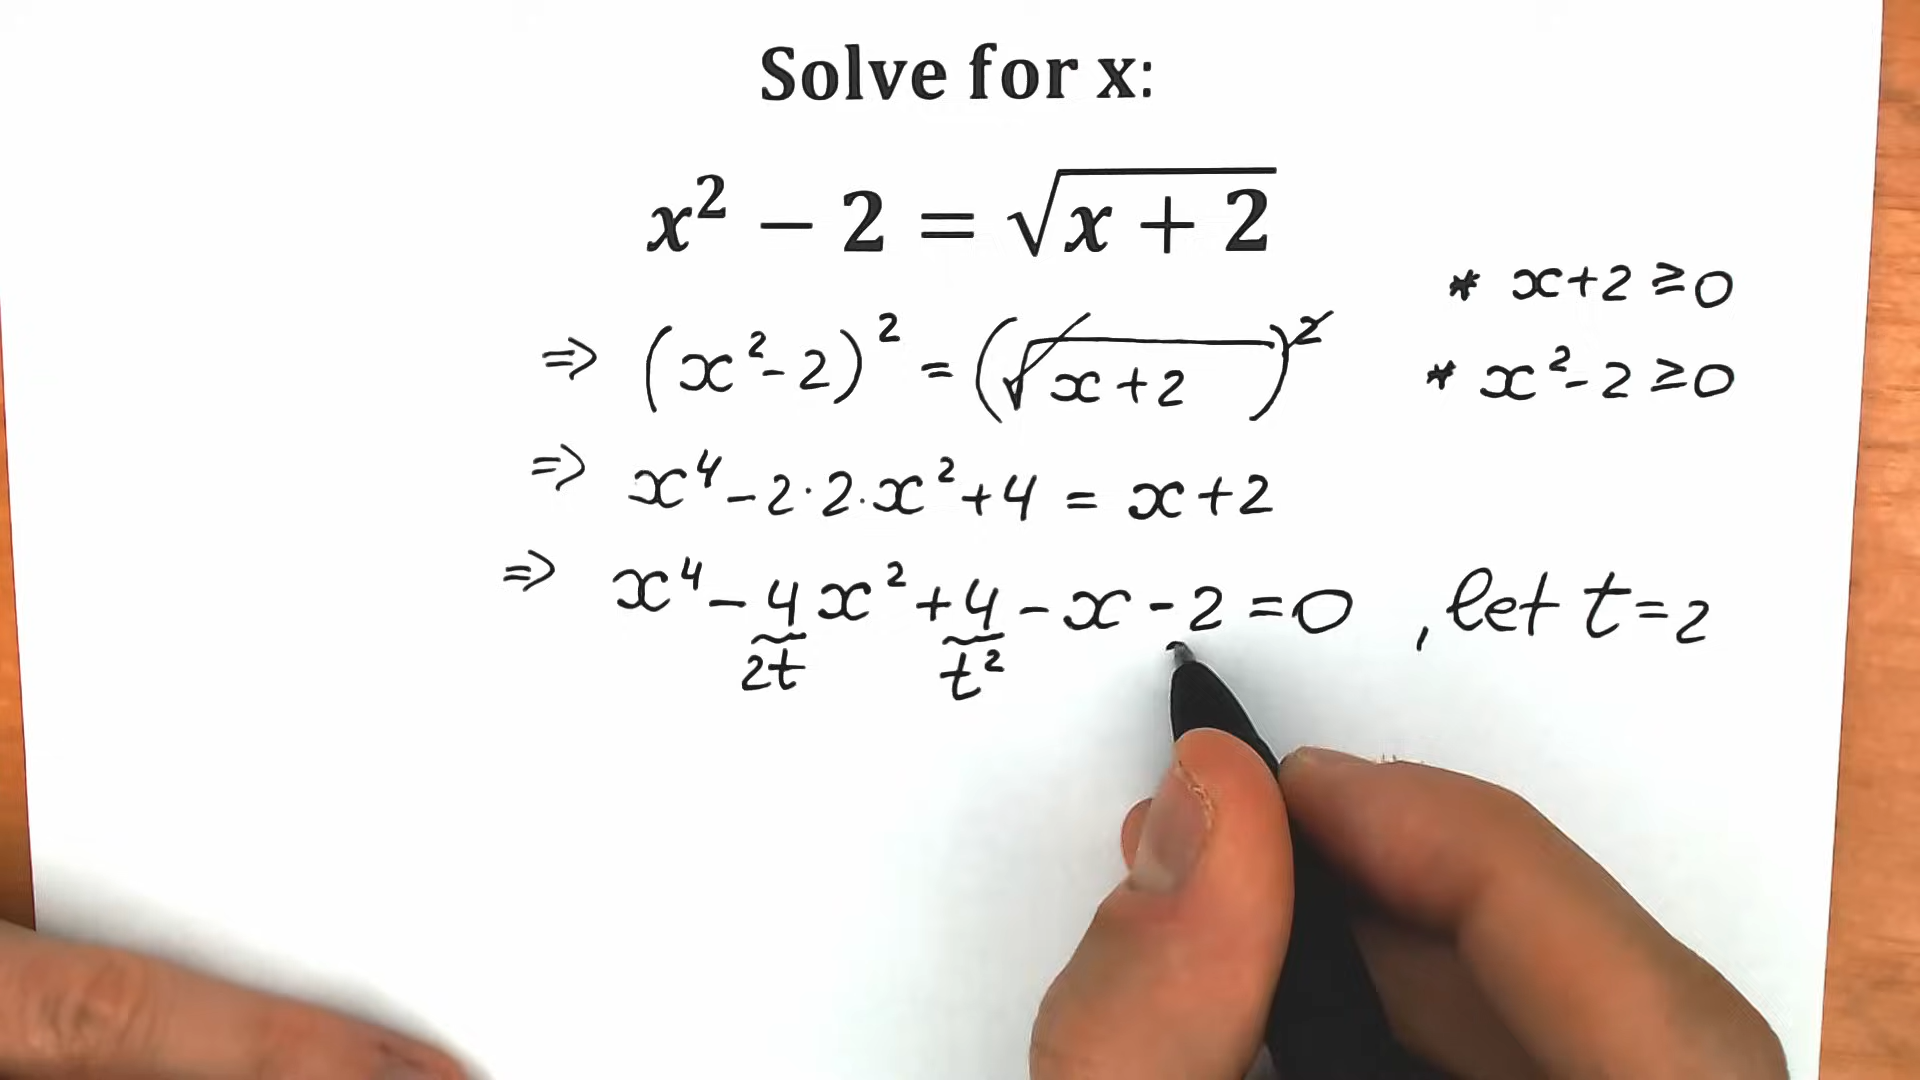 Solve for x:
x² − 2 = √(x + 2)
* x+2 ≥ 0
⇒ (x²-2)² = (√(x+2))²
* x²-2 ≥ 0
⇒ x⁴-2·2·x²+4 = x+2
⇒ x⁴-4x²+4-x-2=0 , let t=2
2t t²